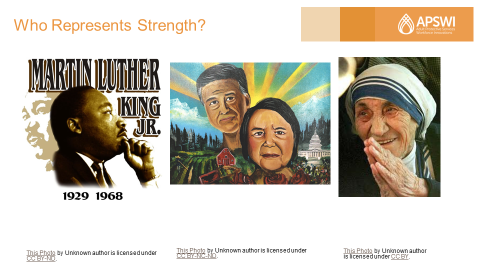 Who Represents Strength?
APSWI
MARTIN LUTHER
KING
JR.
1929 1968
This Photo by Unknown author is licensed under
CC BY-ND.
This Photo by Unknown author is licensed under
CC BY-NC-ND.
This Photo by Unknown author
is licensed under CC BY.